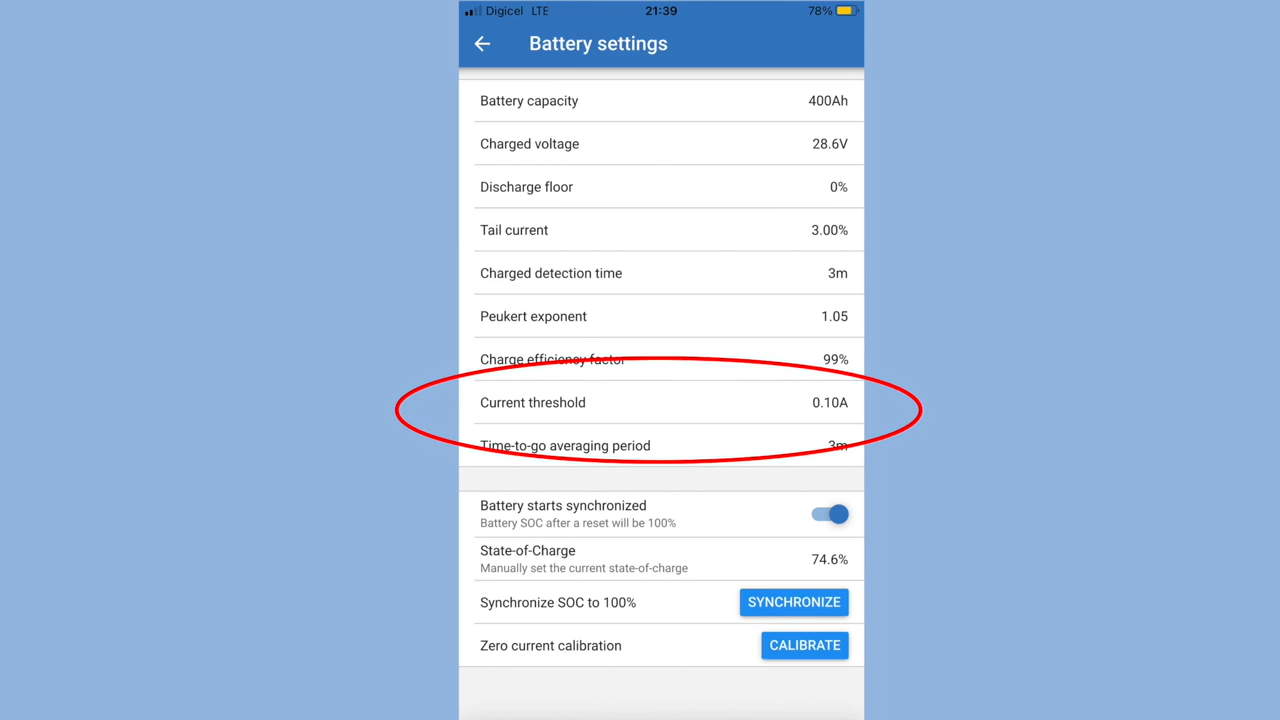 Digicel LTE 21:39 78%
Battery settings
Battery capacity 400Ah
Charged voltage 28.6V
Discharge floor 0%
Tail current 3.00%
Charged detection time 3m
Peukert exponent 1.05
Charge efficiency factor 99%
Current threshold 0.10A
Time-to-go averaging period 3m
Battery starts synchronized
Battery SOC after a reset will be 100%
State-of-Charge 74.6%
Manually set the current state-of-charge
Synchronize SOC to 100% SYNCHRONIZE
Zero current calibration CALIBRATE